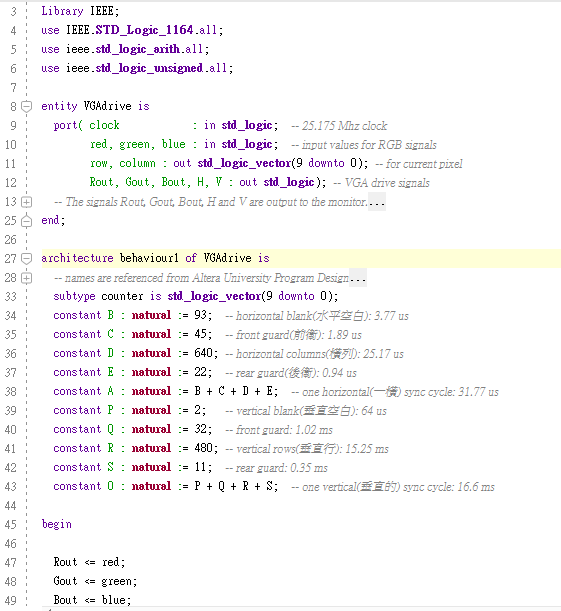 3 Library IEEE;
4 use IEEE.STD_Logic_1164.all;
5 use ieee.std_logic_arith.all;
6 use ieee.std_logic_unsigned.all;
7
8 entity VGAdrive is
9 port( clock : in std_logic; -- 25.175 Mhz clock
10 red, green, blue : in std_logic; -- input values for RGB signals
11 row, column : out std_logic_vector(9 downto 0); -- for current pixel
12 Rout, Gout, Bout, H, V : out std_logic); -- VGA drive signals
13 -- The signals Rout, Gout, Bout, H and V are output to the monitor....
25 end;
26
27 architecture behaviour1 of VGAdrive is
28 -- names are referenced from Altera University Program Design...
33 subtype counter is std_logic_vector(9 downto 0);
34 constant B : natural := 93; -- horizontal blank(水平空白): 3.77 us
35 constant C : natural := 45; -- front guard(前衛): 1.89 us
36 constant D : natural := 640; -- horizontal columns(橫列): 25.17 us
37 constant E : natural := 22; -- rear guard(後衛): 0.94 us
38 constant A : natural := B + C + D + E; -- one horizontal(一橫) sync cycle: 31.77 us
39 constant P : natural := 2; -- vertical blank(垂直空白): 64 us
40 constant Q : natural := 32; -- front guard: 1.02 ms
41 constant R : natural := 480; -- vertical rows(垂直行): 15.25 ms
42 constant S : natural := 11; -- rear guard: 0.35 ms
43 constant O : natural := P + Q + R + S; -- one vertical(垂直的) sync cycle: 16.6 ms
44
45 begin
46
47 Rout <= red;
48 Gout <= green;
49 Bout <= blue;